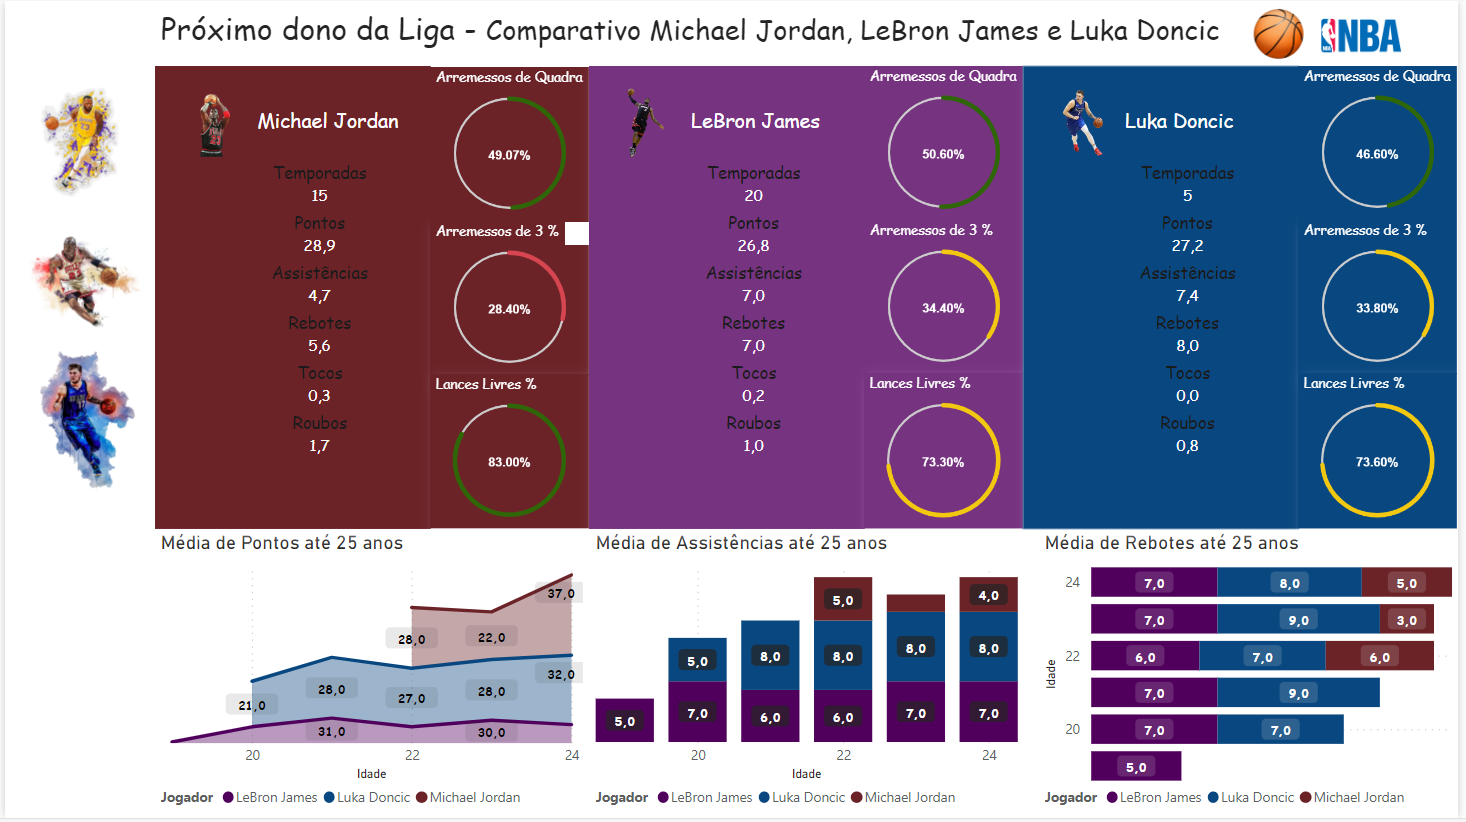 Próximo dono da Liga - Comparativo Michael Jordan, LeBron James e Luka Doncic
NBA
Michael Jordan
Temporadas
15
Pontos
28,9
Assistências
4,7
Rebotes
5,6
Tocos
0,3
Roubos
1,7
Arremessos de Quadra
49.07%
Arremessos de 3 %
28.40%
Lances Livres %
83.00%
LeBron James
Temporadas
20
Pontos
26,8
Assistências
7,0
Rebotes
7,0
Tocos
0,2
Roubos
1,0
Arremessos de Quadra
50.60%
Arremessos de 3 %
34.40%
Lances Livres %
73.30%
Luka Doncic
Temporadas
5
Pontos
27,2
Assistências
7,4
Rebotes
8,0
Tocos
0,0
Roubos
0,8
Arremessos de Quadra
46.60%
Arremessos de 3 %
33.80%
Lances Livres %
73.60%
Média de Pontos até 25 anos
37,0
28,0 22,0
32,0
28,0 27,0 28,0
21,0
31,0 30,0
20 22 24
Idade
Jogador LeBron James Luka Doncic Michael Jordan
Média de Assistências até 25 anos
5,0 4,0
5,0 8,0 8,0 8,0 8,0
5,0 7,0 6,0 6,0 7,0 7,0
20 22 24
Idade
Jogador LeBron James Luka Doncic Michael Jordan
Média de Rebotes até 25 anos
Idade
24 7,0 8,0 5,0
7,0 9,0 3,0
22 6,0 7,0 6,0
7,0 9,0
20 7,0 7,0
5,0
Jogador LeBron James Luka Doncic Michael Jordan